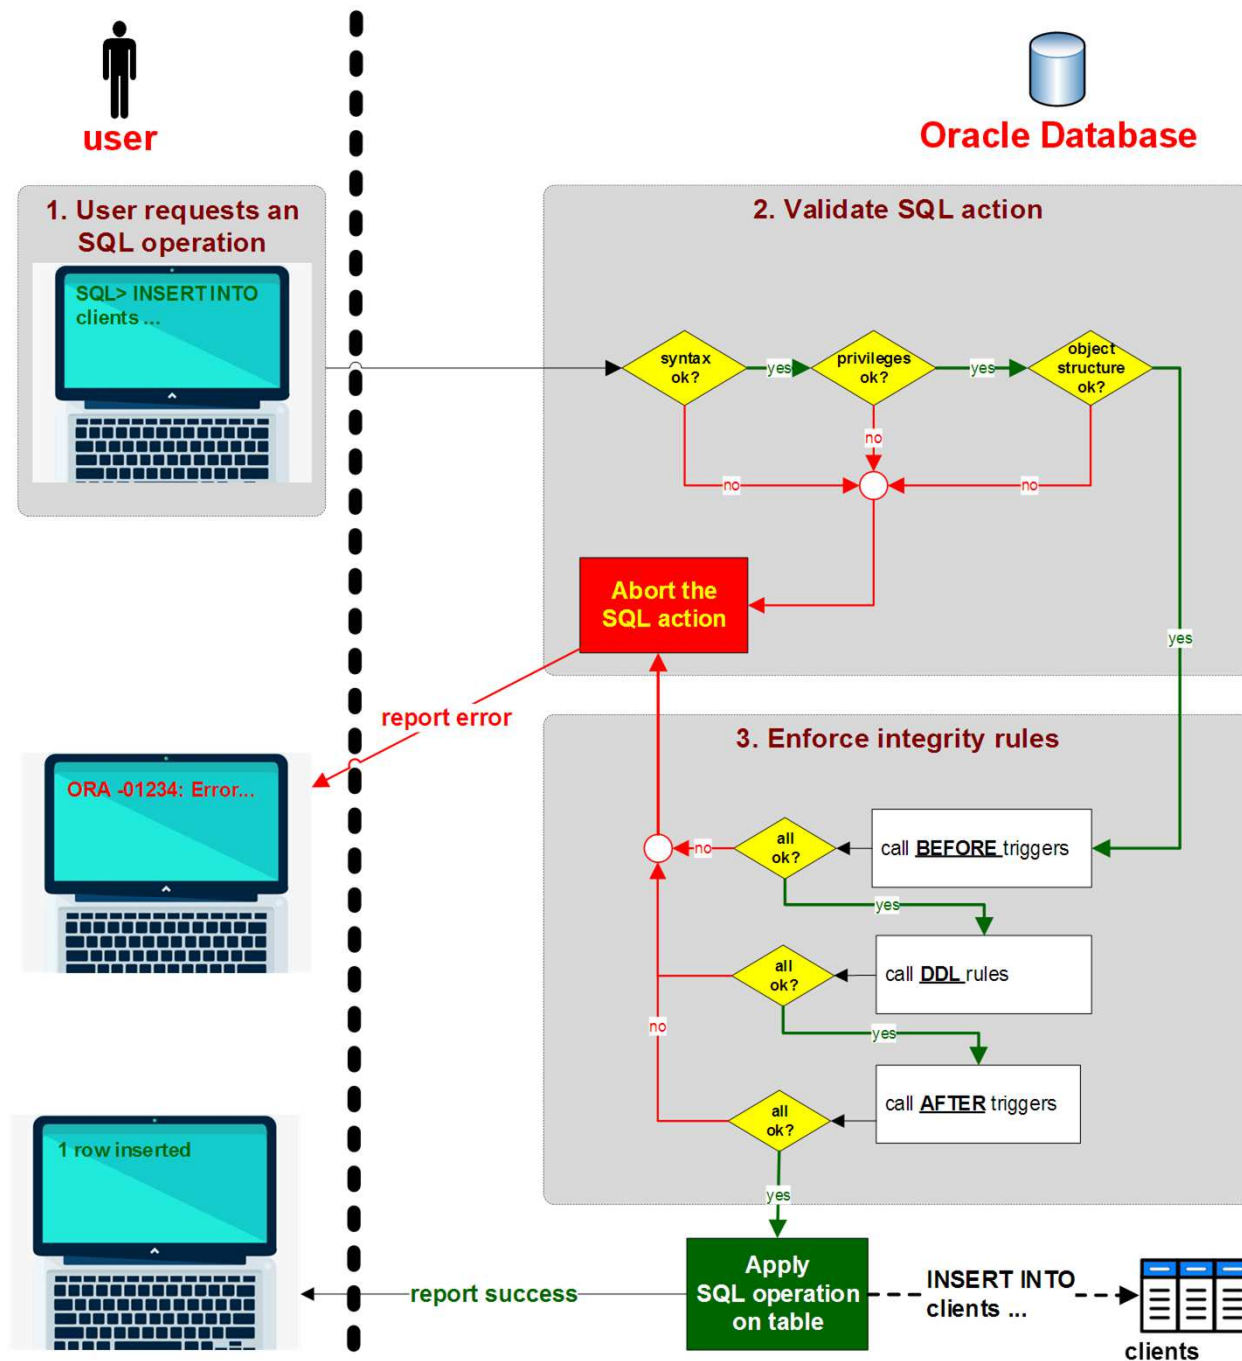 user
Oracle Database
1. User requests an
SQL operation
SQL> INSERT INTO
clients ...
2. Validate SQL action
syntax
ok?
yes
privileges
ok?
yes
object
structure
ok?
no
no
no
yes
Abort the
SQL action
report error
ORA -01234: Error...
3. Enforce integrity rules
call BEFORE triggers
all
ok?
no
yes
call DDL rules
all
ok?
no
yes
call AFTER triggers
all
ok?
yes
1 row inserted
Apply
SQL operation
on table
report success
INSERT INTO
clients ...
clients